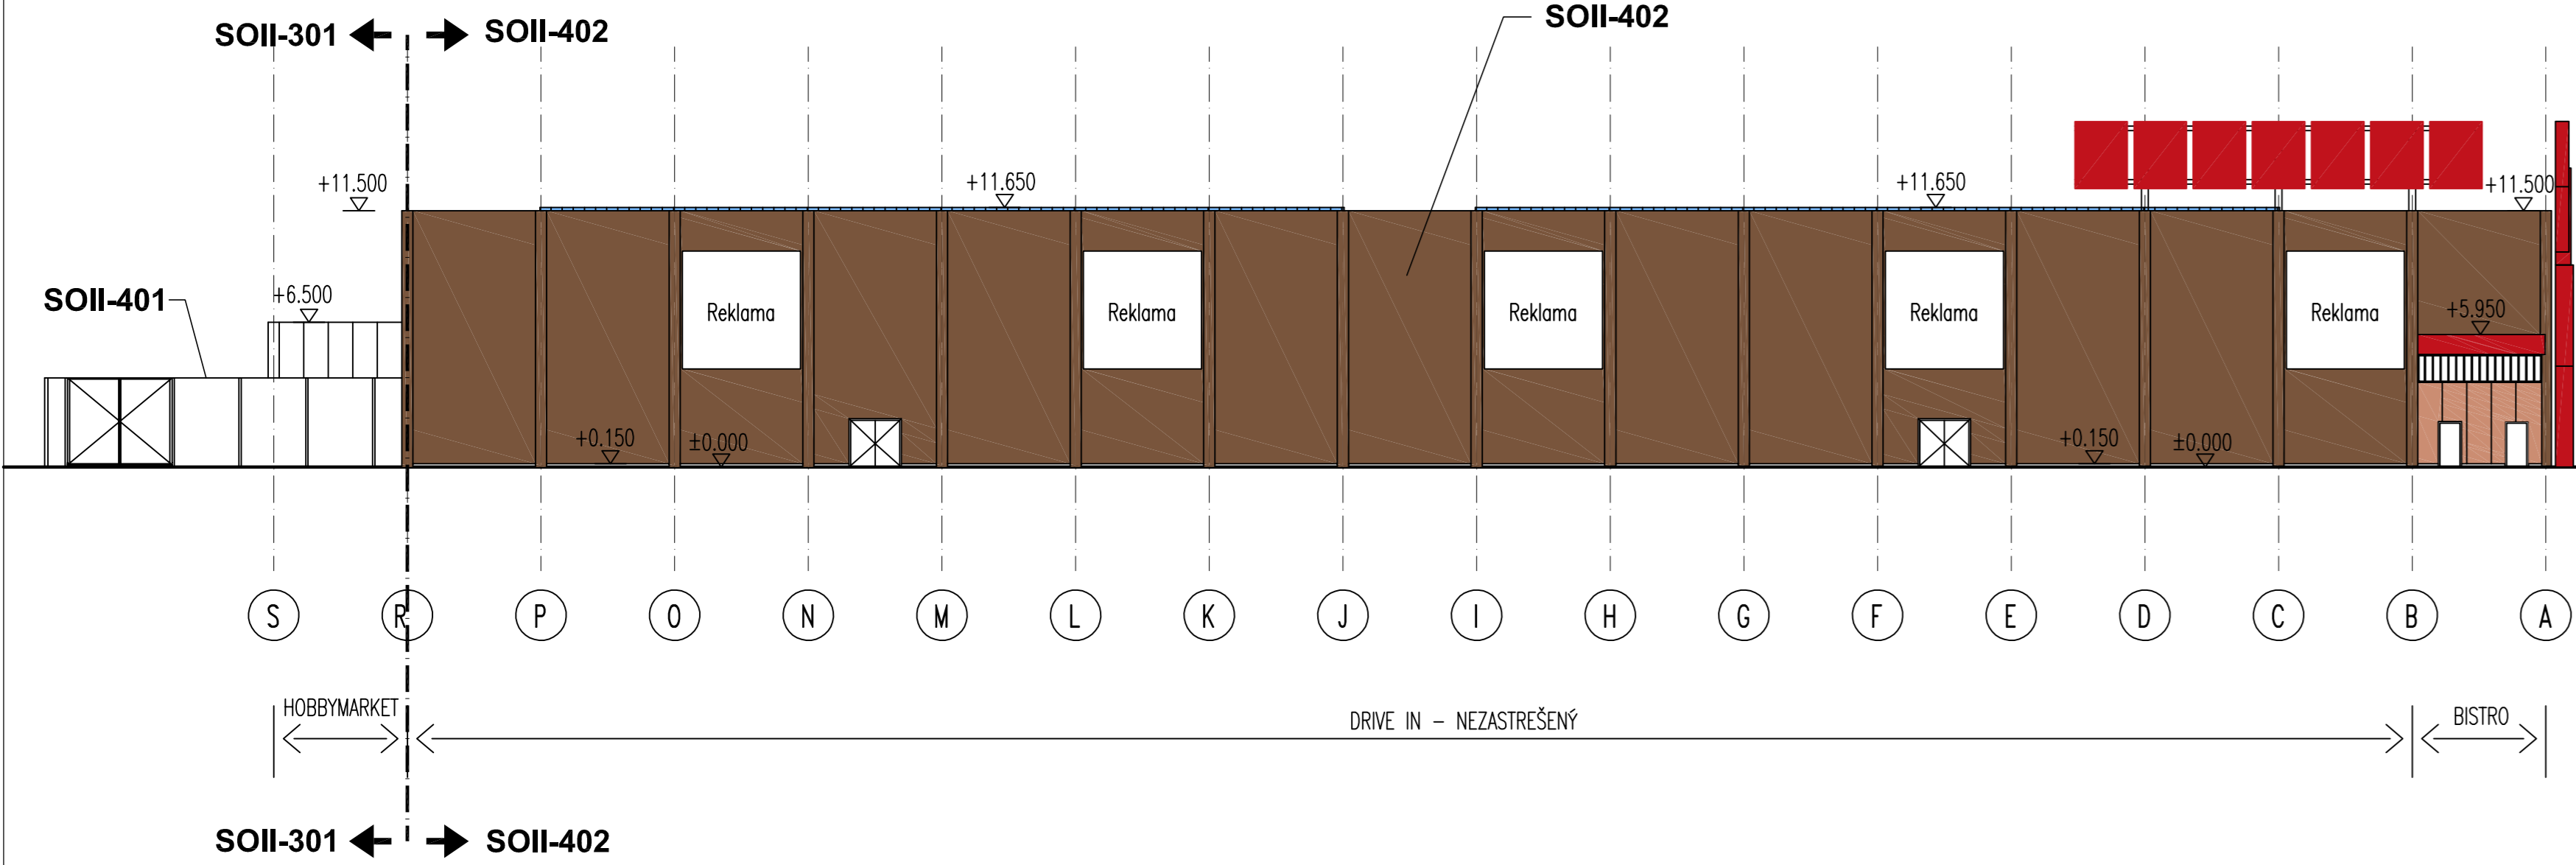 SOII-301 SOII-402
SOII-402
+11.500
+11.650
+11.650
+11.500
SOII-401
+6.500
Reklama
Reklama
Reklama
Reklama
Reklama
+5.950
+0.150
±0.000
+0.150
±0.000
S R P O N M L K J I H G F E D C B A
HOBBYMARKET
DRIVE IN – NEZASTREŠENÝ
BISTRO
SOII-301 SOII-402